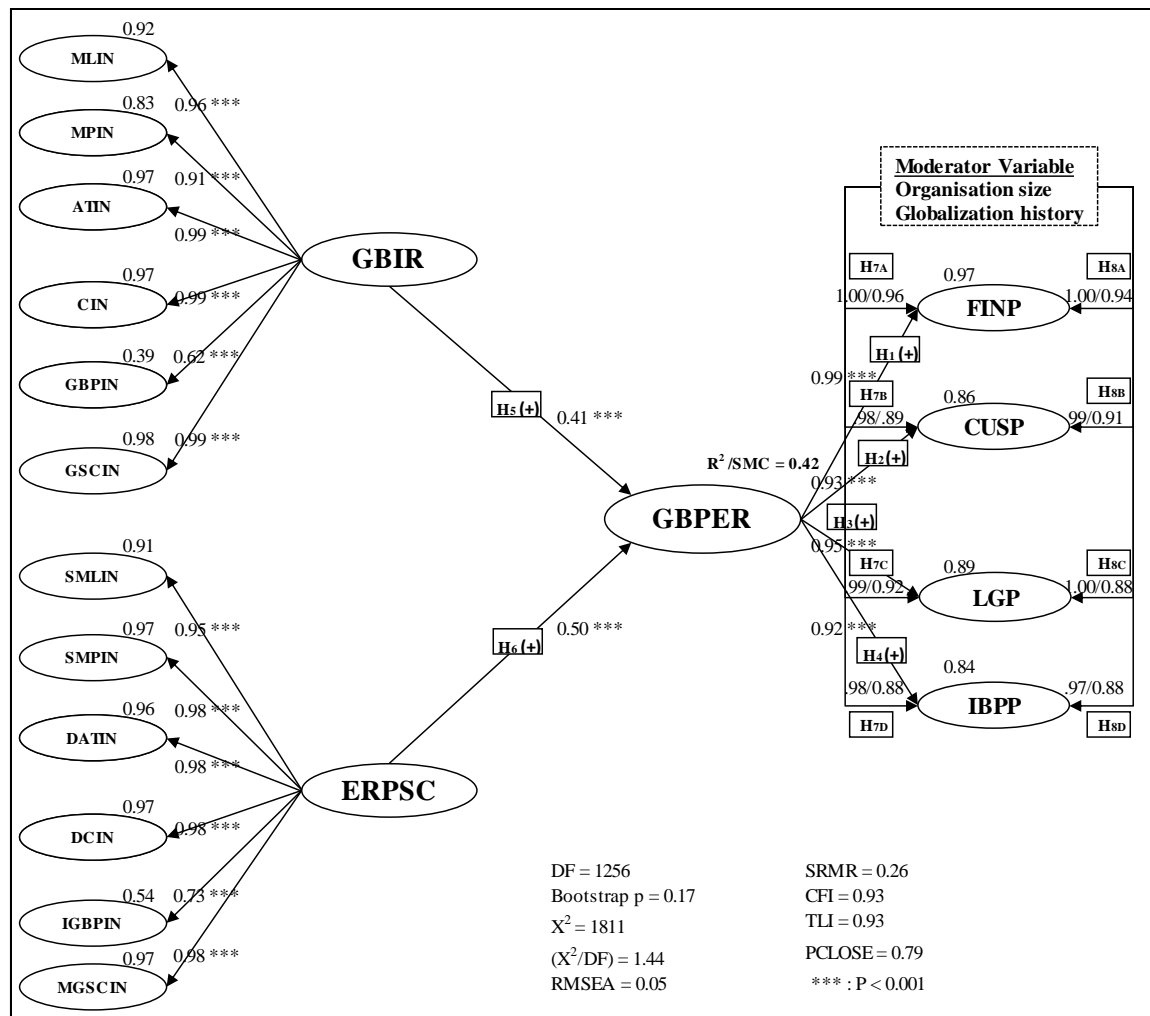 0.92
MLIN
0.83
0.96 ***
MPIN
0.97
0.91 ***
ATIN
0.99 ***
0.97
CIN
0.99 ***
0.39
0.62 ***
GBPIN
0.98
0.99 ***
GSCIN
GBIR
0.91
SMLIN
0.97
0.95 ***
SMPIN
0.96
0.98 ***
DATIN
0.98 ***
0.97
DCIN
0.98 ***
0.54
0.73 ***
IGBPIN
0.97
0.98 ***
MGSCIN
ERPSC
H5 (+)
0.41 ***
H6 (+)
0.50 ***
R2 /SMC = 0.42
GBPER
Moderator Variable
Organisation size
Globalization history
H7A
0.97
H8A
1.00/0.96
FINP
1.00/0.94
H1 (+)
0.99 ***
H7B
0.86
H8B
.98/.89
CUSP
.99/0.91
H2 (+)
0.93 ***
H3 (+)
0.95 ***
H7C
0.89
H8C
.99/0.92
LGP
1.00/0.88
0.92 ***
H4 (+)
0.84
.98/0.88
IBPP
.97/0.88
H7D
H8D
DF = 1256
Bootstrap p = 0.17
X2 = 1811
(X2/DF) = 1.44
RMSEA = 0.05
SRMR = 0.26
CFI = 0.93
TLI = 0.93
PCLOSE = 0.79
*** : P < 0.001